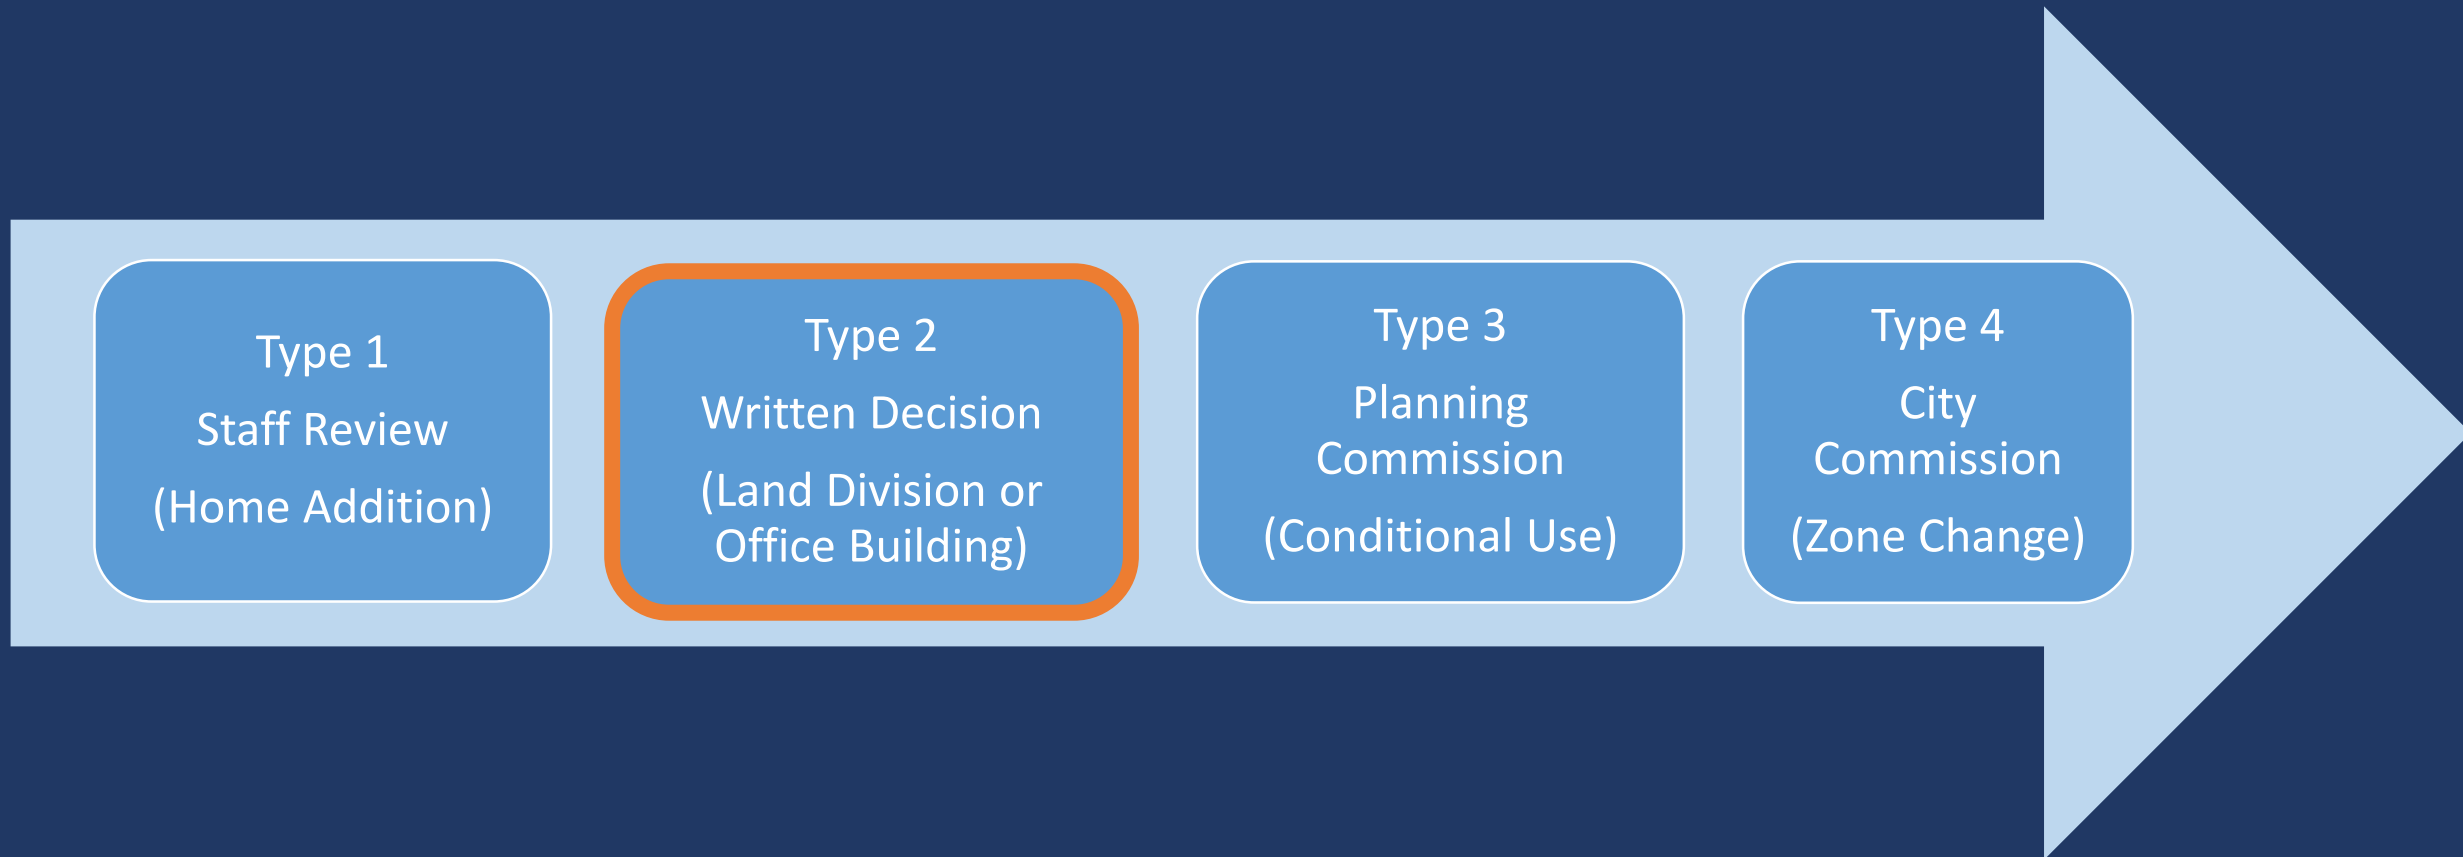 Type 1
Staff Review
(Home Addition)
Type 2
Written Decision
(Land Division or
Office Building)
Type 3
Planning
Commission
(Conditional Use)
Type 4
City
Commission
(Zone Change)